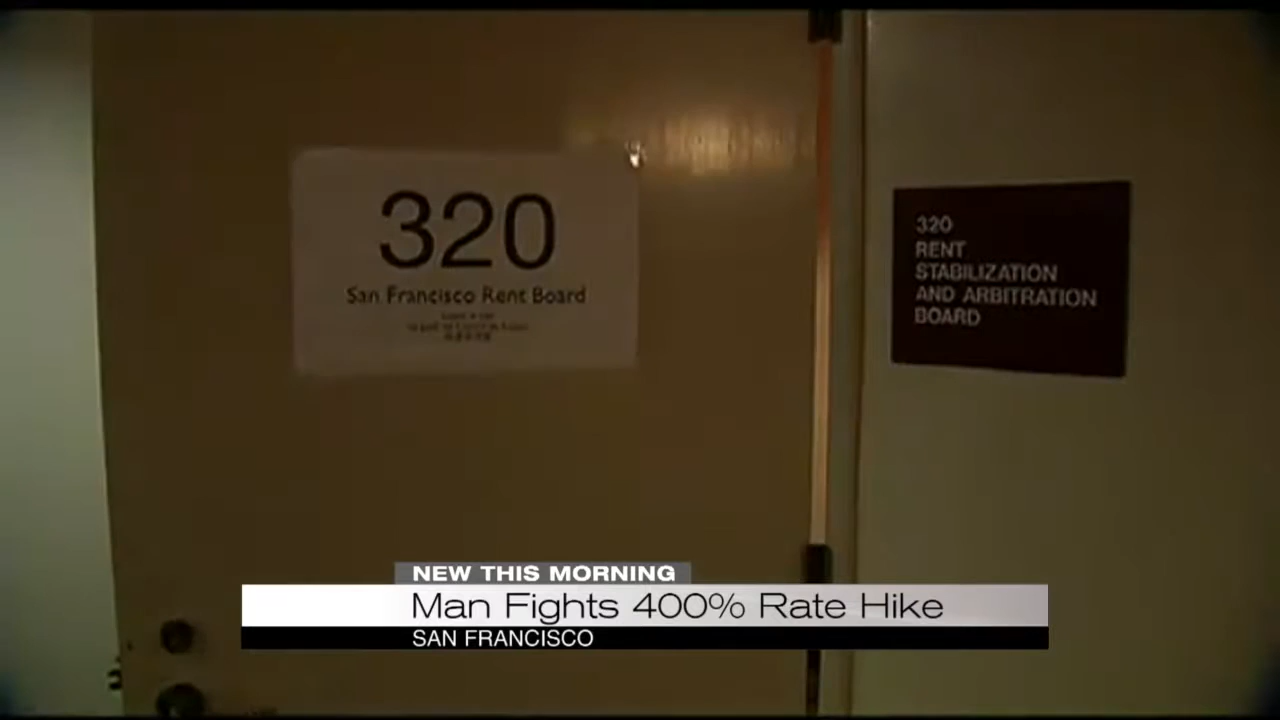 320
San Francisco Rent Board
320
RENT
STABILIZATION
AND ARBITRATION
BOARD
NEW THIS MORNING
Man Fights 400% Rate Hike
SAN FRANCISCO